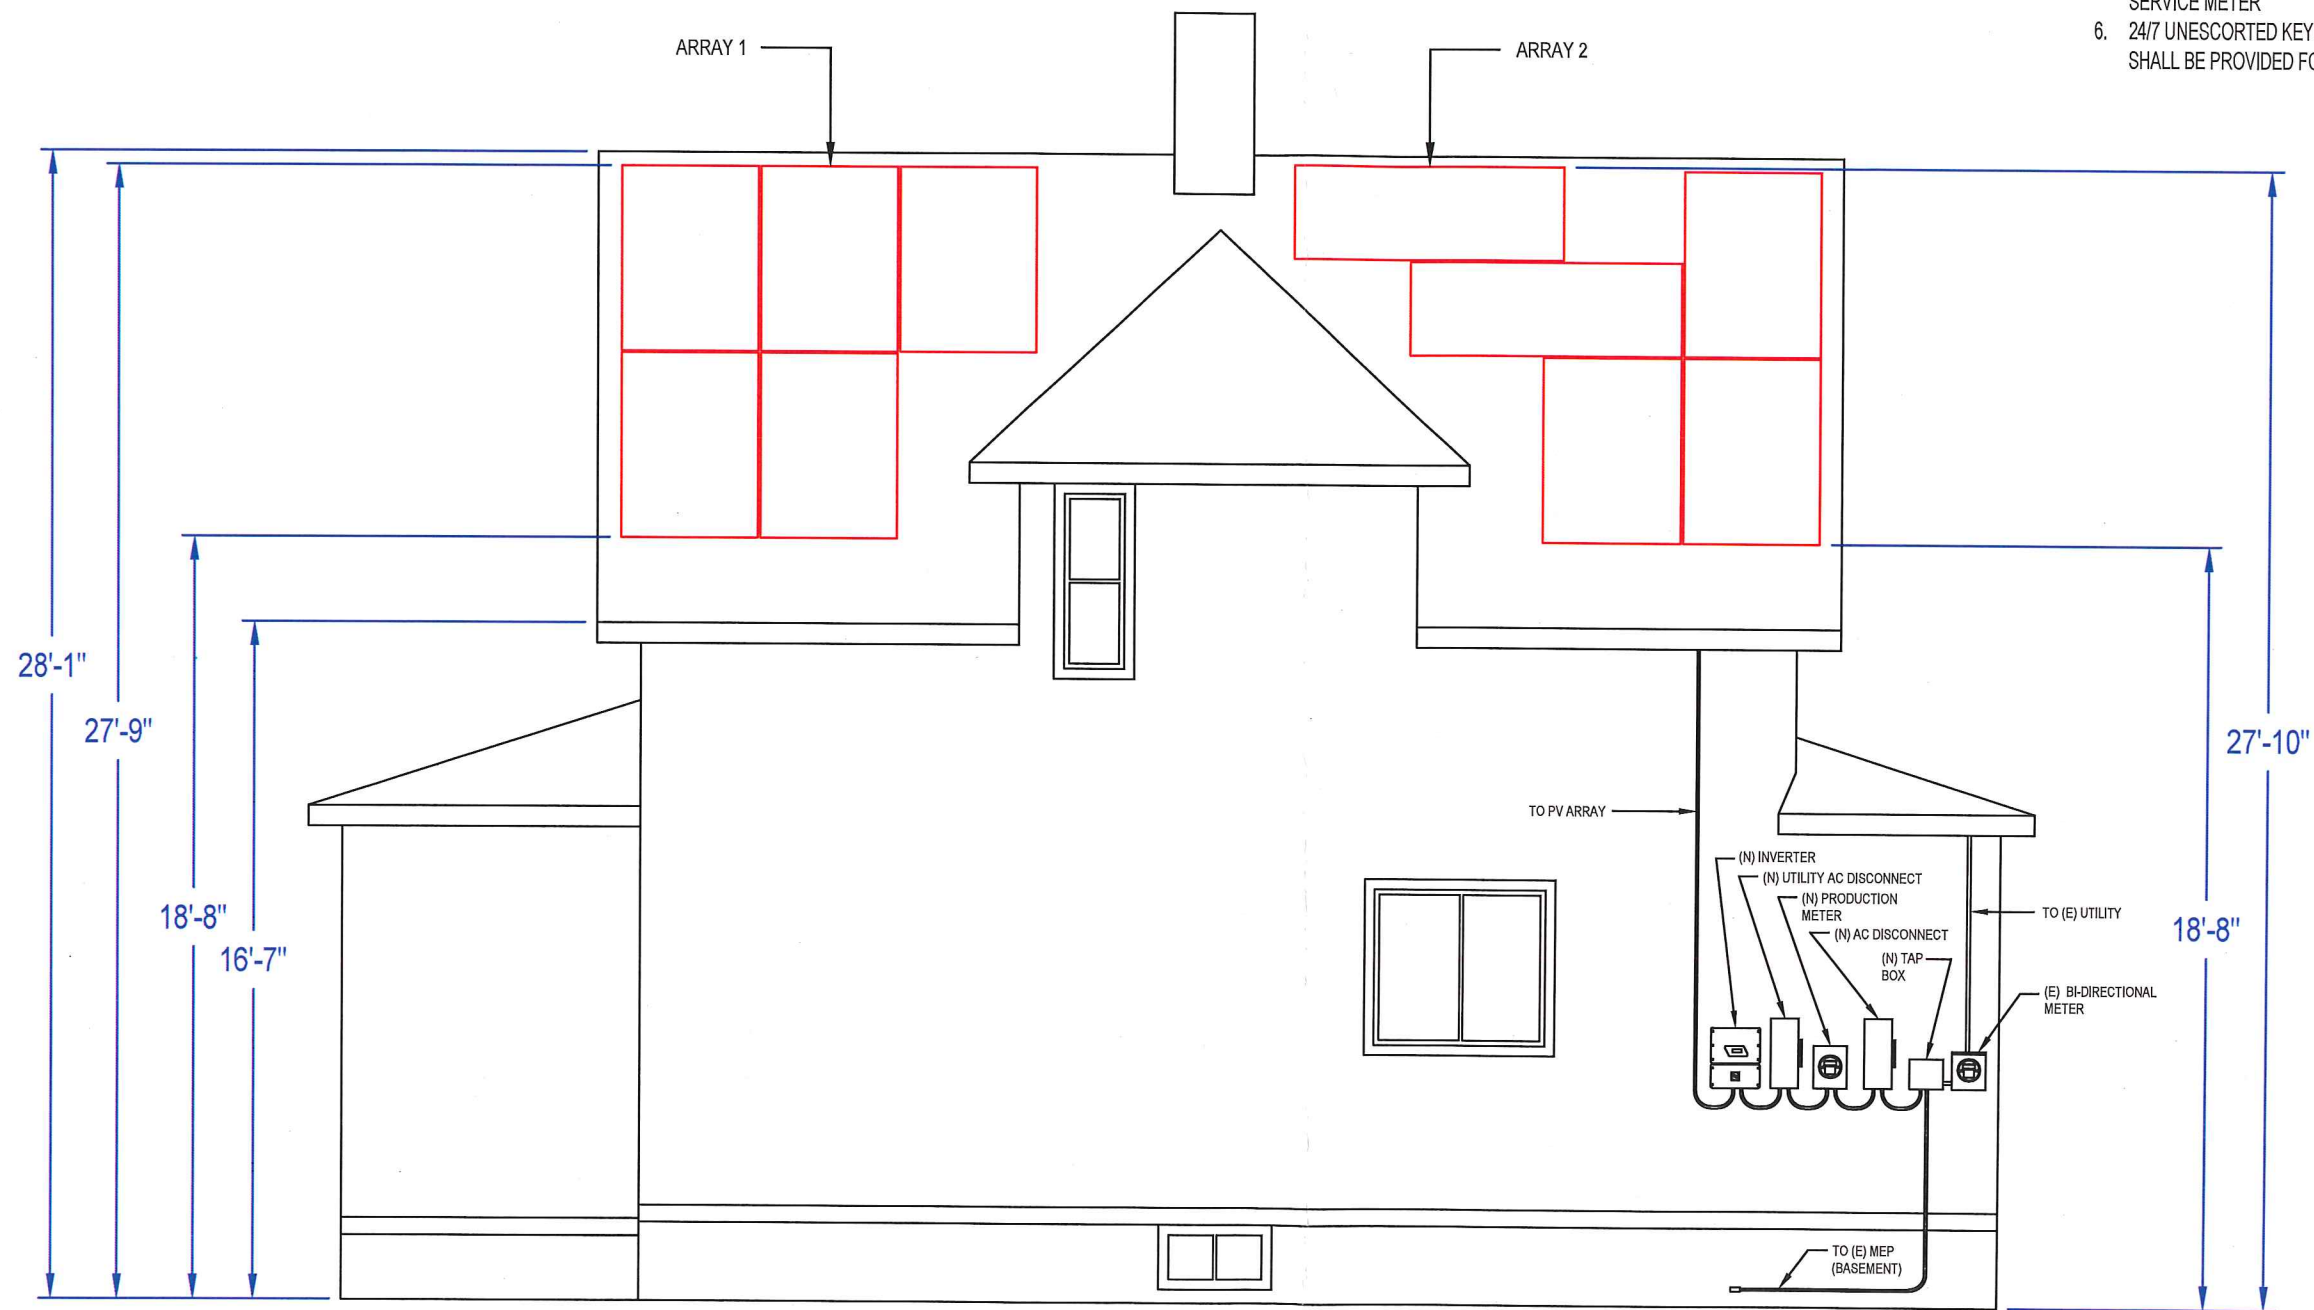 SERVICE METER
6. 24/7 UNESCORTED KEY
SHALL BE PROVIDED FO
ARRAY 1
ARRAY 2
28'-1"
27'-9"
18'-8"
16'-7"
27'-10"
18'-8"
TO PV ARRAY
(N) INVERTER
(N) UTILITY AC DISCONNECT
(N) PRODUCTION
METER
(N) AC DISCONNECT
(N) TAP
BOX
TO (E) UTILITY
(E) BI-DIRECTIONAL
METER
TO (E) MEP
(BASEMENT)